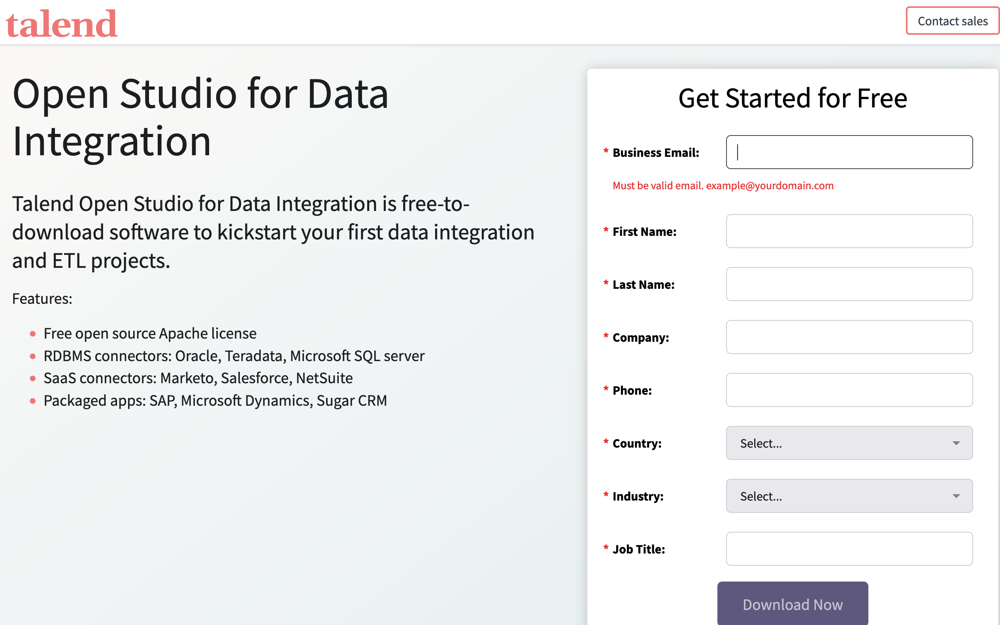 talend
Contact sales
Open Studio for Data
Integration
Talend Open Studio for Data Integration is free-to-
download software to kickstart your first data integration
and ETL projects.
Features:
Free open source Apache license
RDBMS connectors: Oracle, Teradata, Microsoft SQL server
SaaS connectors: Marketo, Salesforce, NetSuite
Packaged apps: SAP, Microsoft Dynamics, Sugar CRM
Get Started for Free
* Business Email:
Must be valid email. example@yourdomain.com
* First Name:
* Last Name:
* Company:
* Phone:
* Country: Select...
* Industry: Select...
* Job Title:
Download Now